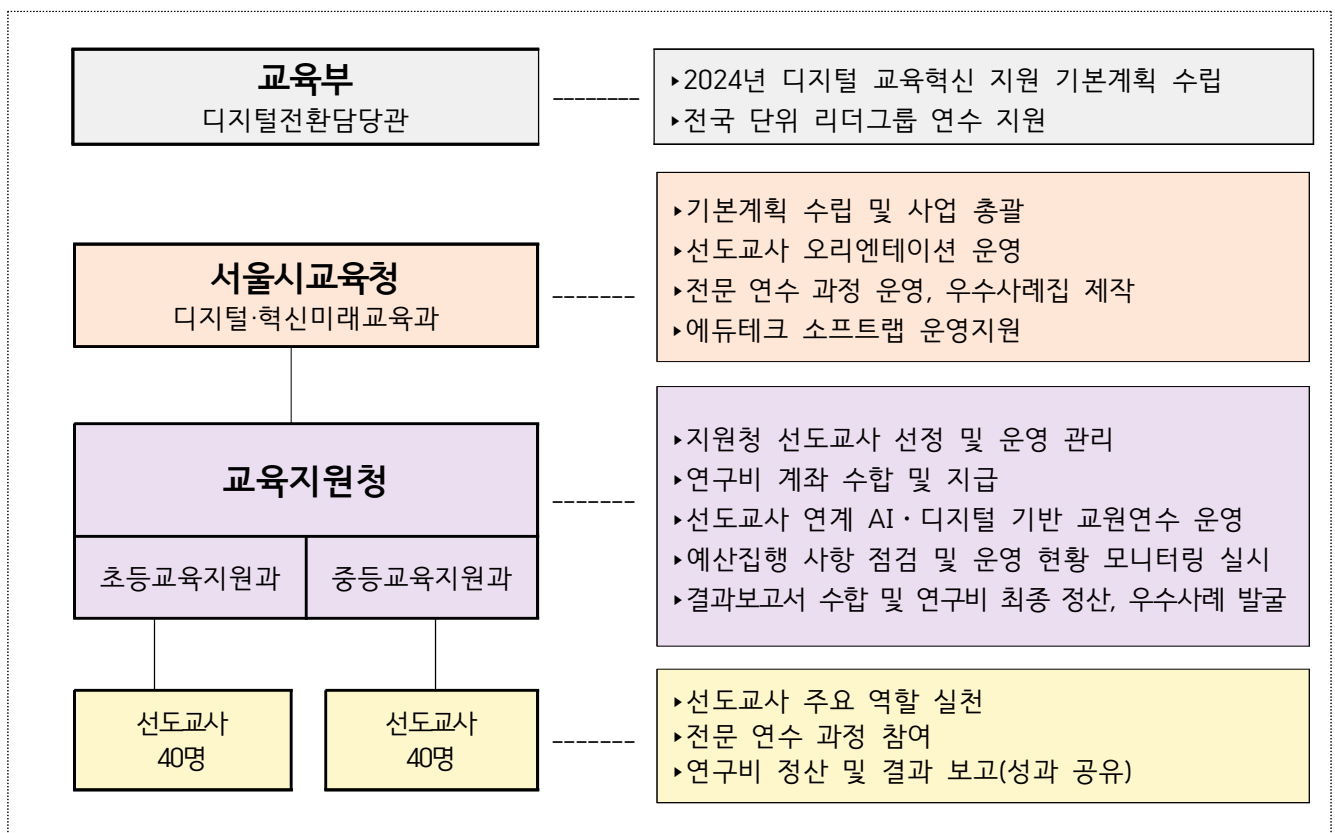 교육부
디지털전환담당관
▸2024년 디지털 교육혁신 지원 기본계획 수립
▸전국 단위 리더그룹 연수 지원
서울시교육청
디지털·혁신미래교육과
▸기본계획 수립 및 사업 총괄
▸선도교사 오리엔테이션 운영
▸전문 연수 과정 운영, 우수사례집 제작
▸에듀테크 소프트랩 운영지원
교육지원청
초등교육지원과
중등교육지원과
▸지원청 선도교사 선정 및 운영 관리
▸연구비 계좌 수합 및 지급
▸선도교사 연계 AI・디지털 기반 교원연수 운영
▸예산집행 사항 점검 및 운영 현황 모니터링 실시
▸결과보고서 수합 및 연구비 최종 정산, 우수사례 발굴
선도교사
40명
선도교사
40명
▸선도교사 주요 역할 실천
▸전문 연수 과정 참여
▸연구비 정산 및 결과 보고(성과 공유)